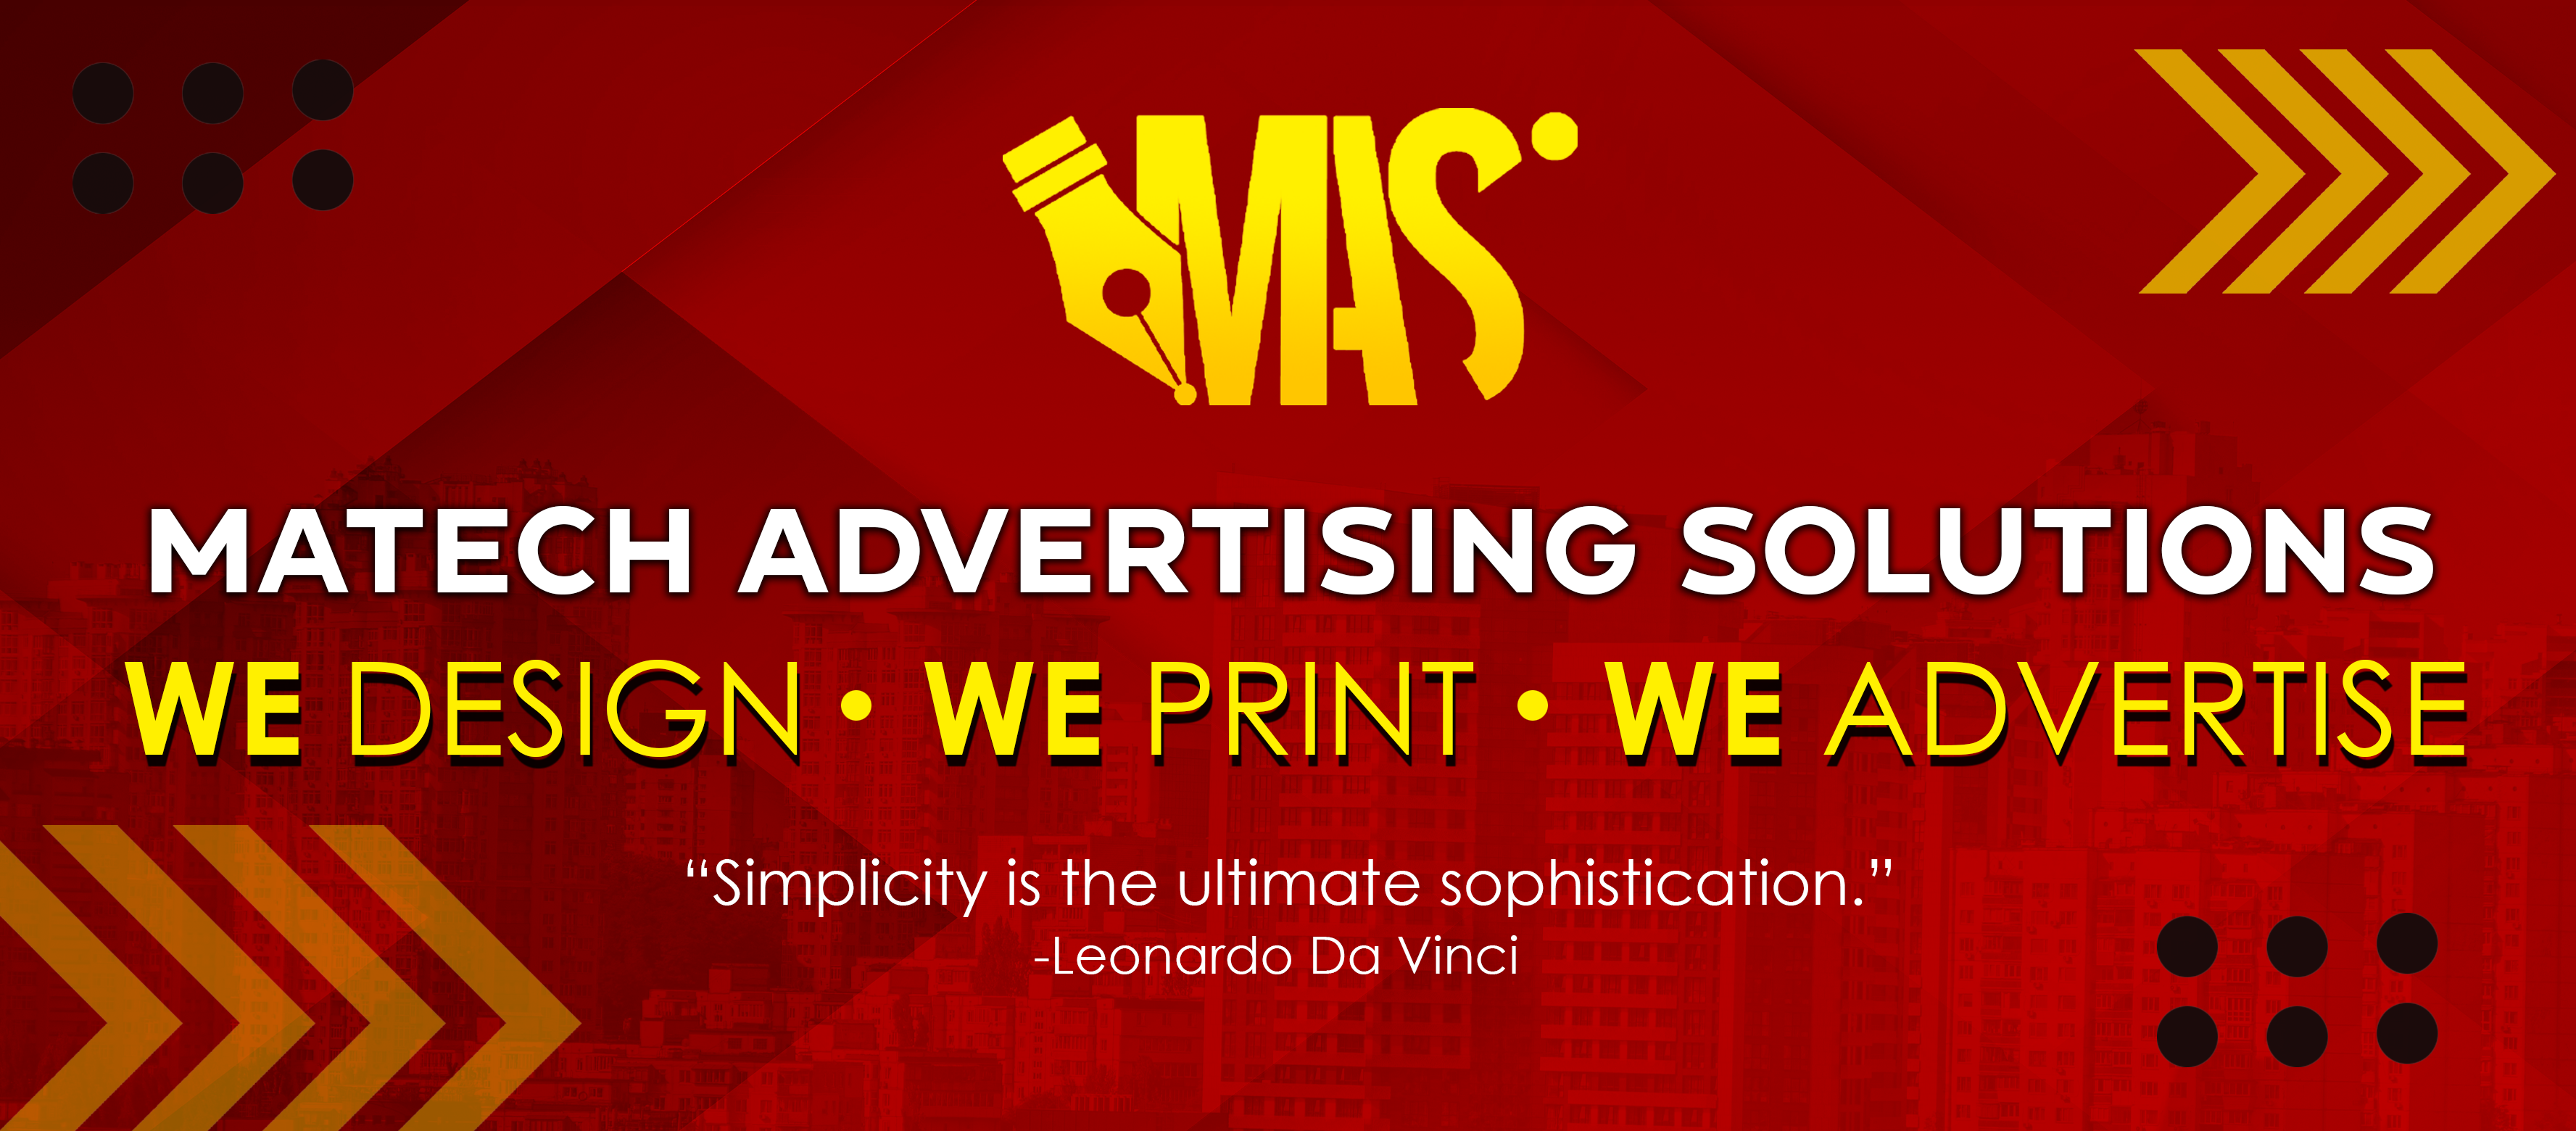 MAS
MATECH ADVERTISING SOLUTIONS
WE DESIGN • WE PRINT • WE ADVERTISE
“Simplicity is the ultimate sophistication.”
-Leonardo Da Vinci